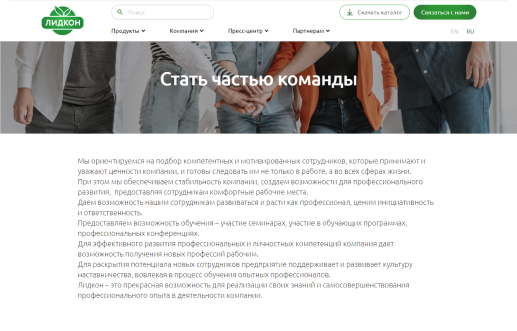 ЛИДКОН
Поиск
Скачать каталог
Связаться с нами
Продукты
Компания
Пресс-центр
Партнерам
EN
RU
Стать частью команды
Мы ориентируемся на подбор компетентных и мотивированных сотрудников, которые принимают и
уважают ценности компании, и готовы следовать им не только в работе, а во всех сферах жизни.
При этом мы обеспечиваем стабильность компании, создаем возможности для профессионального
развития, предоставляя сотрудникам комфортные рабочие места.
Даем возможность нашим сотрудникам развиваться и расти как профессионал, ценим инициативность
и ответственность.
Предоставляем возможность обучения – участие семинарах, участие в обучающих программах,
профессиональных конференциях.
Для эффективного развития профессиональных и личностных компетенций компания дает
возможность получения новых профессий рабочим.
Для раскрытия потенциала новых сотрудников предприятие поддерживает и развивает культуру
наставничества, вовлекая в процесс обучения опытных профессионалов.
Лидкон – это прекрасная возможность для реализации своих знаний и самосовершенствования
профессионального опыта в деятельности компании.